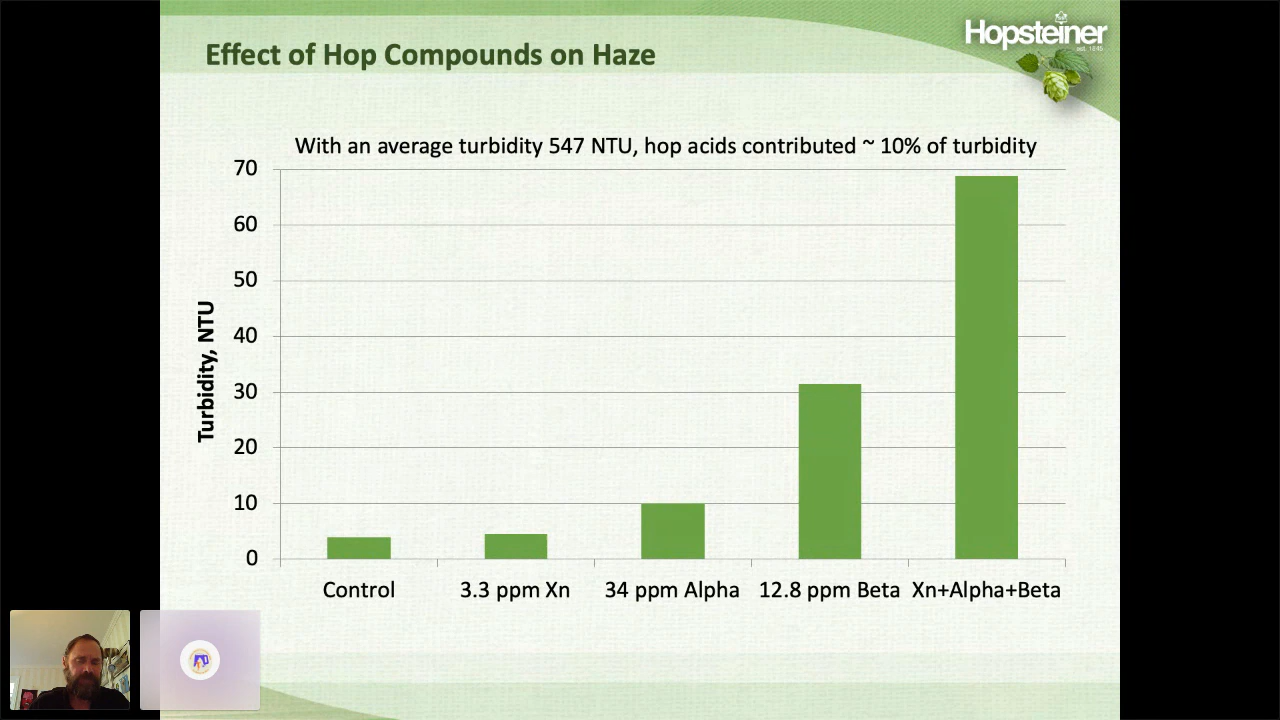 Effect of Hop Compounds on Haze
Hopsteiner
est. 1845
With an average turbidity 547 NTU, hop acids contributed ~ 10% of turbidity
Turbidity, NTU
70
60
50
40
30
20
10
0
Control
3.3 ppm Xn
34 ppm Alpha
12.8 ppm Beta
Xn+Alpha+Beta